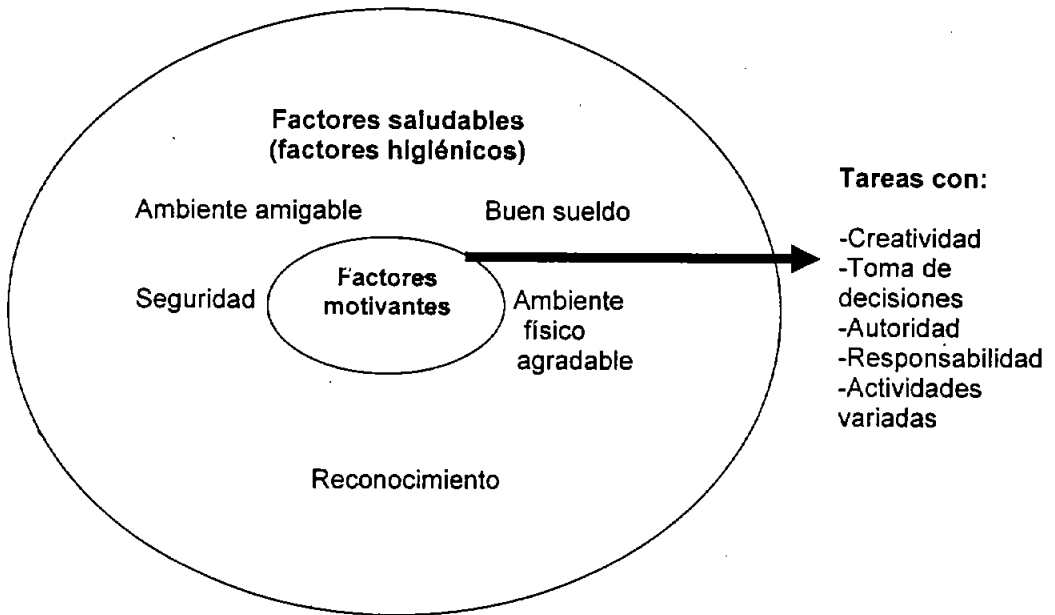 Factores saludables
(factores higiénicos)
Ambiente amigable
Buen sueldo
Seguridad
Factores
motivantes
Ambiente
físico
agradable
Reconocimiento
Tareas con:
-Creatividad
-Toma de
decisiones
-Autoridad
-Responsabilidad
-Actividades
variadas